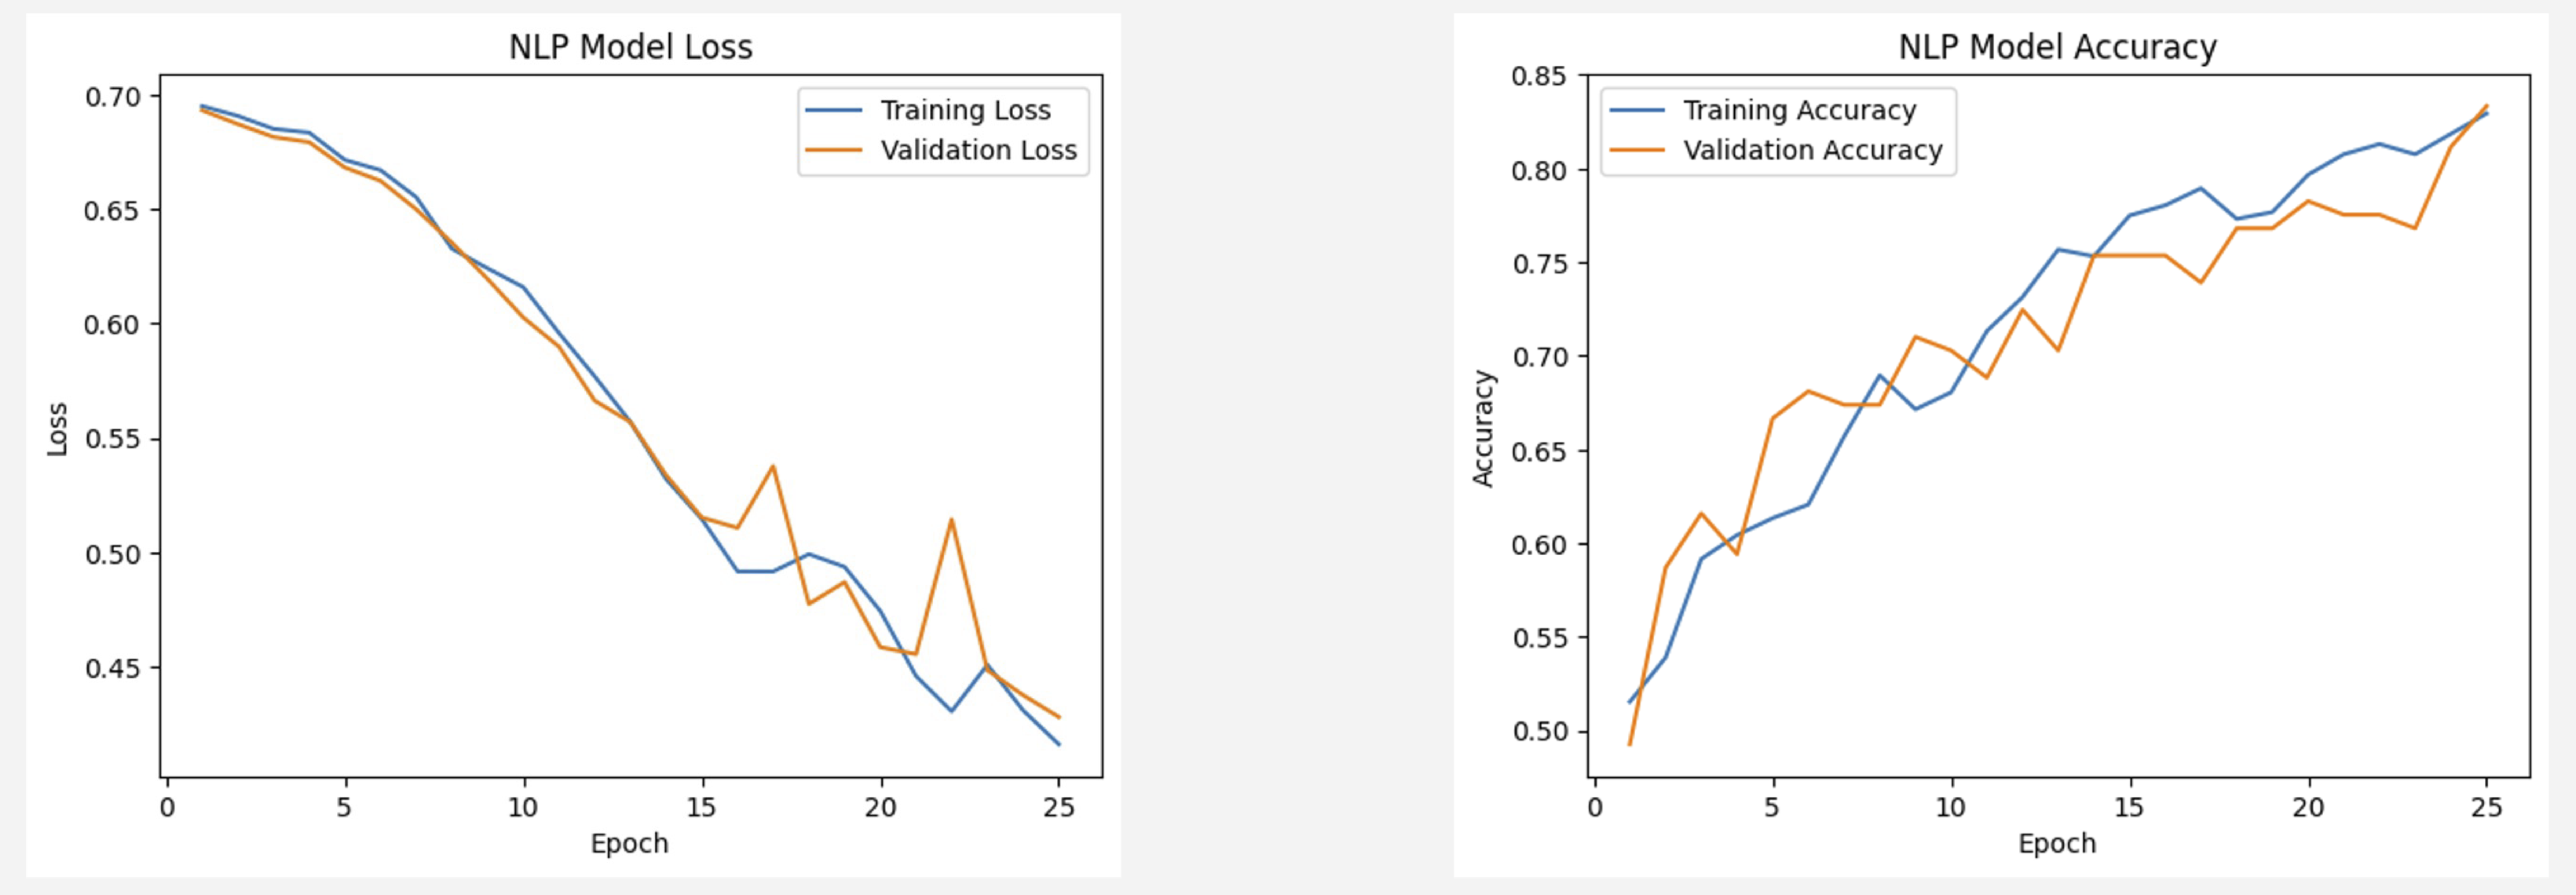 NLP Model Loss
0.70
0.65
0.60
0.55
0.50
0.45
Loss
Training Loss
Validation Loss
0 5 10 15 20 25
Epoch
NLP Model Accuracy
0.85
0.80
0.75
0.70
0.65
0.60
0.55
0.50
Accuracy
Training Accuracy
Validation Accuracy
0 5 10 15 20 25
Epoch